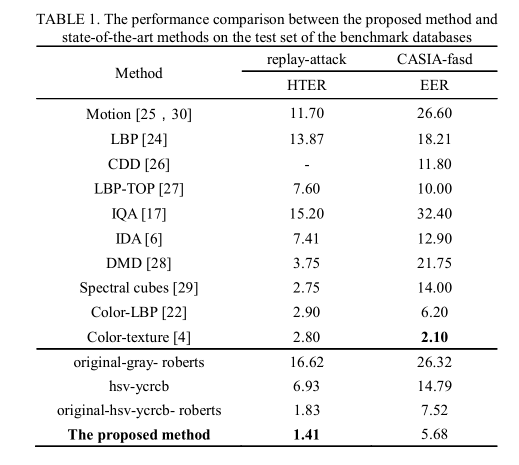 TABLE 1. The performance comparison between the proposed method and
state-of-the-art methods on the test set of the benchmark databases
Method replay-attack CASIA-fasd
HTER EER
Motion [25，30] 11.70 26.60
LBP [24] 13.87 18.21
CDD [26] - 11.80
LBP-TOP [27] 7.60 10.00
IQA [17] 15.20 32.40
IDA [6] 7.41 12.90
DMD [28] 3.75 21.75
Spectral cubes [29] 2.75 14.00
Color-LBP [22] 2.90 6.20
Color-texture [4] 2.80 2.10
original-gray- roberts 16.62 26.32
hsv-ycrcb 6.93 14.79
original-hsv-ycrcb- roberts 1.83 7.52
The proposed method 1.41 5.68